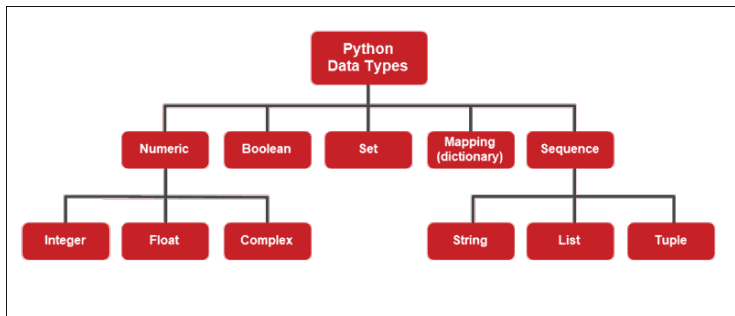 Python
Data Types
Numeric
Boolean
Set
Mapping
(dictionary)
Sequence
Integer
Float
Complex
String
List
Tuple